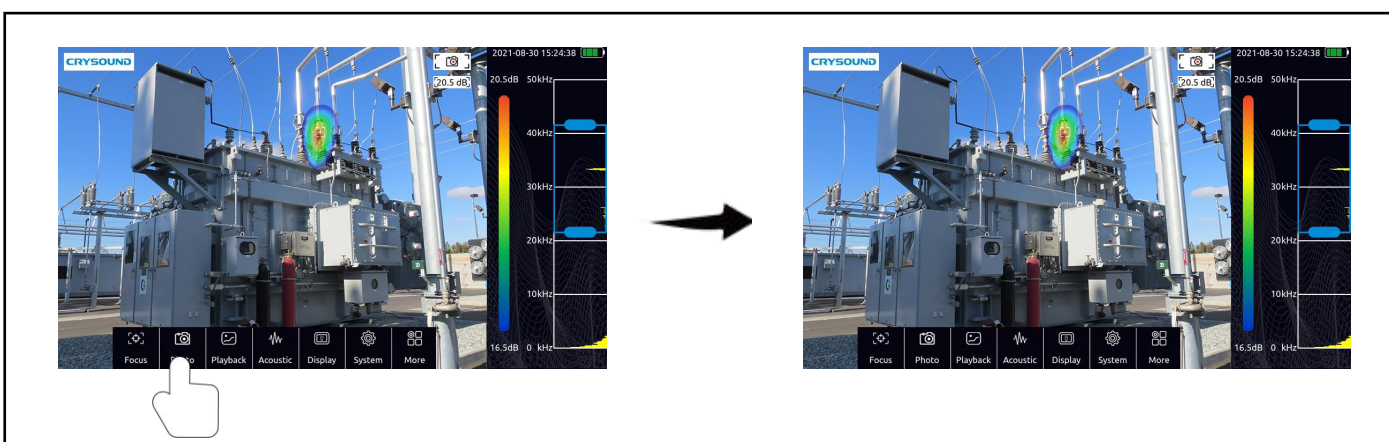 CRYSOUND
2021-08-30 15:24:38
20.5 dB
20.5dB 50kHz
40kHz
30kHz
20kHz
10kHz
16.5dB 0 kHz
Focus Playback Acoustic Display System More
CRYSOUND
2021-08-30 15:24:38
20.5 dB
20.5dB 50kHz
40kHz
30kHz
20kHz
10kHz
16.5dB 0 kHz
Focus Photo Playback Acoustic Display System More